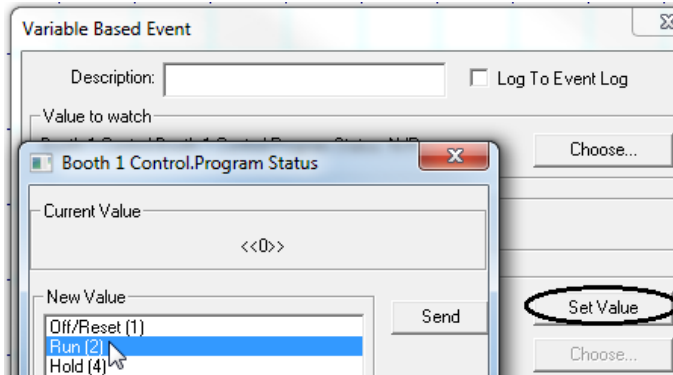 Variable Based Event
Description:
Log To Event Log
Value to watch
Choose...
Booth 1 Control.Program Status
Current Value
<<0>>
New Value
Send
Set Value
Off/Reset (1)
Run (2)
Hold (4)
Choose...